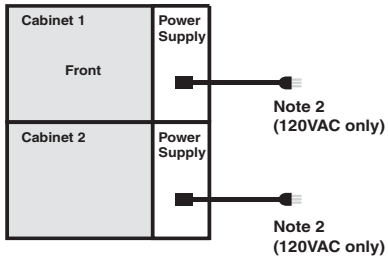 Cabinet 1
Power
Supply
Front
Note 2
(120VAC only)
Cabinet 2
Power
Supply
Note 2
(120VAC only)